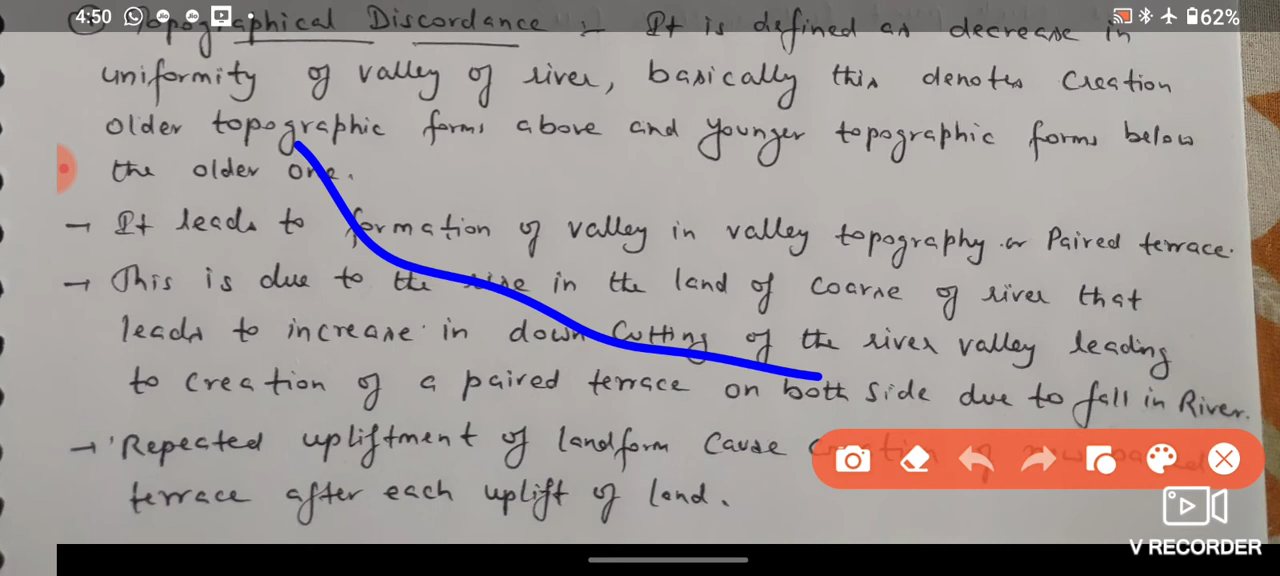 4:50 62%
Topographical Discordance :- It is defined as decrease in
uniformity of valley of river, basically this denotes Creation
older topographic forms above and younger topographic forms below
the older one.
→ It leads to formation of valley in valley topography or Paired terrace.
→ This is due to the rise in the land of coarse of river that
leads to increase in down Cutting of the river valley leading
to creation of a paired terrace on both side due to fall in River.
→ Repeated upliftment of landform Cause
terrace after each uplift of land.
V RECORDER